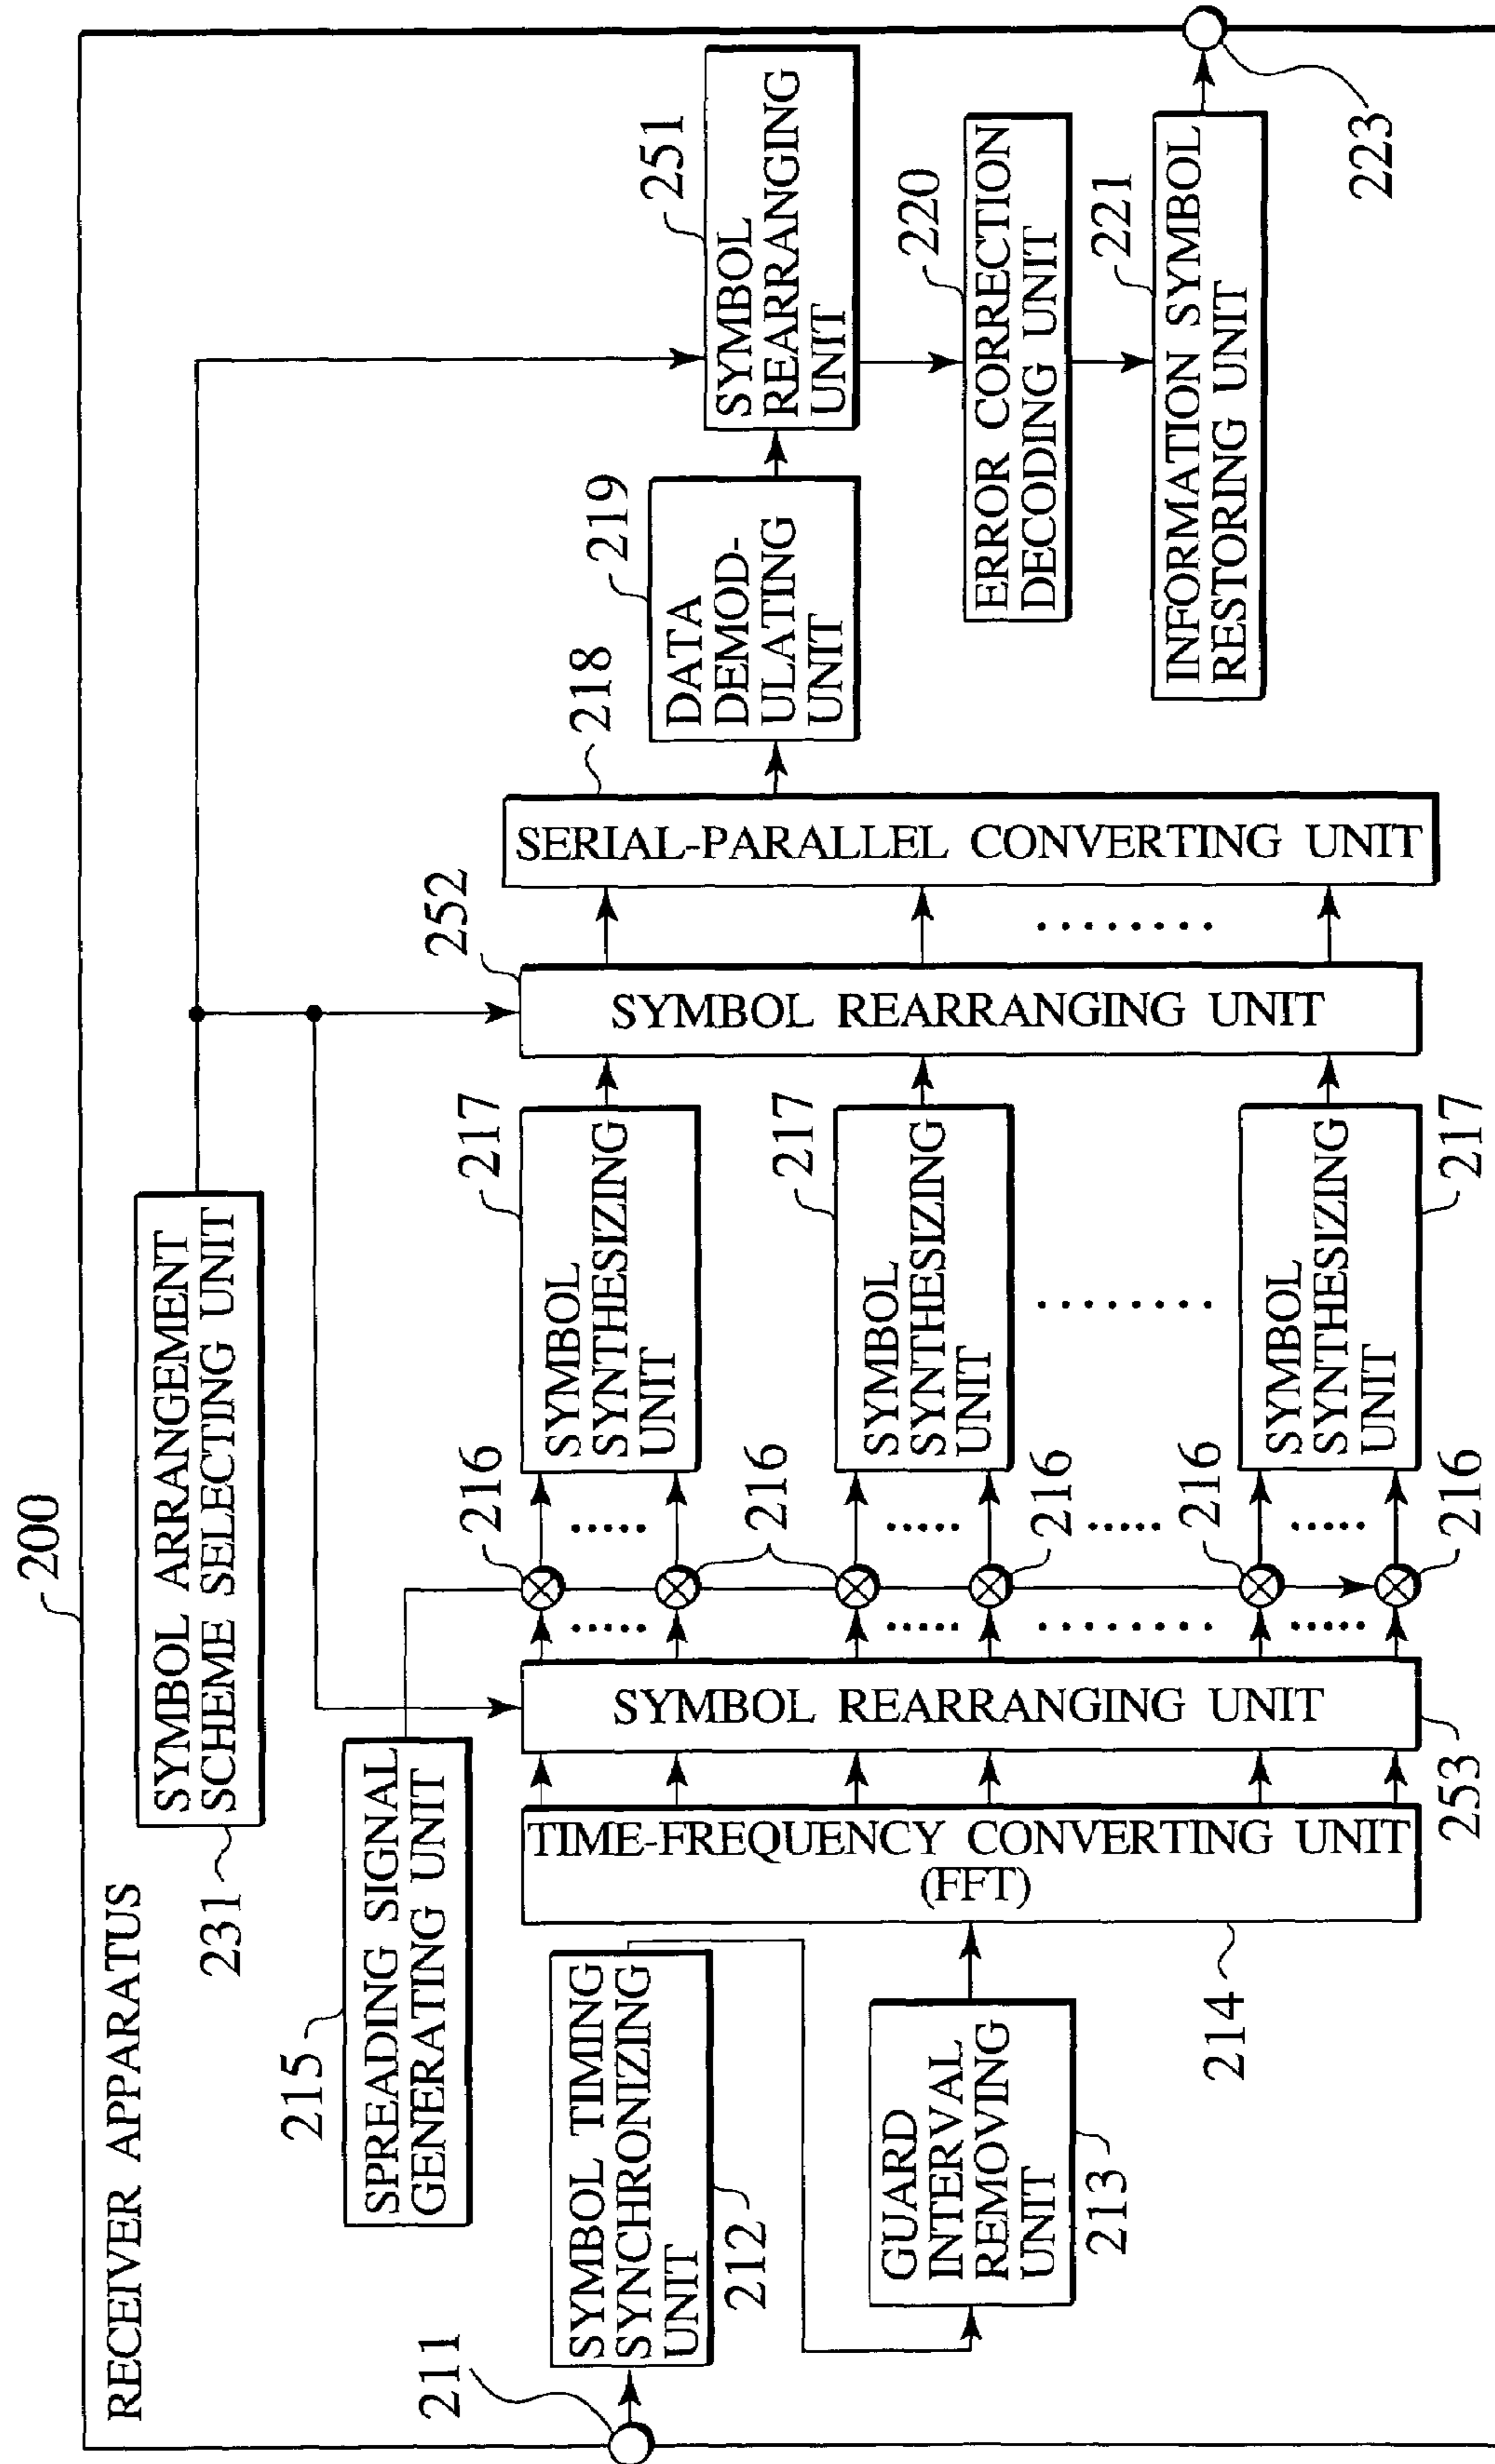 200
RECEIVER APPARATUS
231
SYMBOL ARRANGEMENT
SCHEME SELECTING UNIT
215
SPREADING SIGNAL
GENERATING UNIT
211
SYMBOL TIMING
SYNCHRONIZING
UNIT
212
GUARD
INTERVAL
REMOVING
UNIT
213
TIME-FREQUENCY CONVERTING UNIT
(FFT)
214
SYMBOL REARRANGING UNIT
253
216
216
216
216
216
SYMBOL
SYNTHESIZING
UNIT
217
SYMBOL
SYNTHESIZING
UNIT
217
SYMBOL
SYNTHESIZING
UNIT
217
252
SYMBOL REARRANGING UNIT
218
SERIAL-PARALLEL CONVERTING UNIT
219
DATA
DEMOD-
ULATING
UNIT
251
SYMBOL
REARRANGING
UNIT
220
ERROR CORRECTION
DECODING UNIT
221
INFORMATION SYMBOL
RESTORING UNIT
223